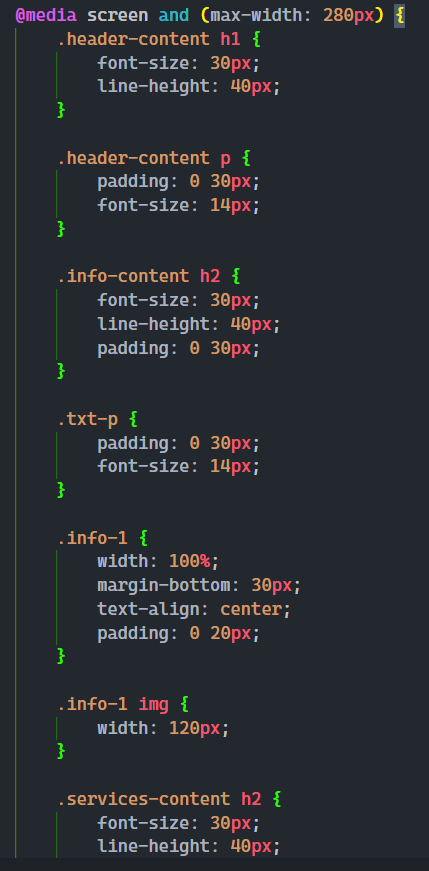 @media screen and (max-width: 280px) {
.header-content h1 {
font-size: 30px;
line-height: 40px;
}
.header-content p {
padding: 0 30px;
font-size: 14px;
}
.info-content h2 {
font-size: 30px;
line-height: 40px;
padding: 0 30px;
}
.txt-p {
padding: 0 30px;
font-size: 14px;
}
.info-1 {
width: 100%;
margin-bottom: 30px;
text-align: center;
padding: 0 20px;
}
.info-1 img {
width: 120px;
}
.services-content h2 {
font-size: 30px;
line-height: 40px;